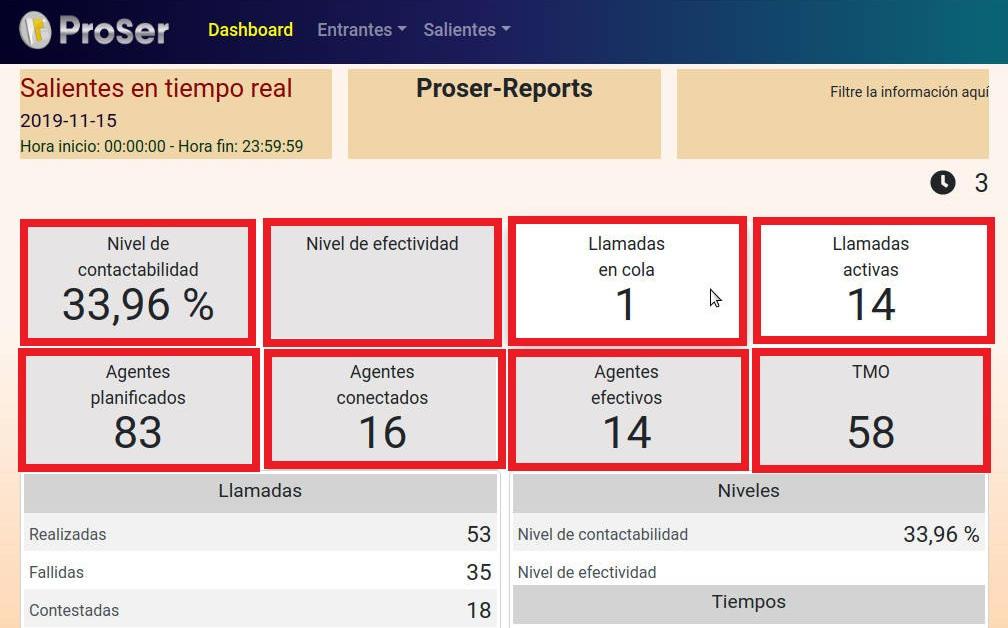 ProSer Dashboard Entrantes Salientes
Salientes en tiempo real
2019-11-15
Hora inicio: 00:00:00 - Hora fin: 23:59:59
Proser-Reports
Filtre la información aquí
3
Nivel de
contactabilidad
33,96 %
Nivel de efectividad
Llamadas
en cola
1
Llamadas
activas
14
Agentes
planificados
83
Agentes
conectados
16
Agentes
efectivos
14
TMO
58
Llamadas
Realizadas 53
Fallidas 35
Contestadas 18
Niveles
Nivel de contactabilidad 33,96 %
Nivel de efectividad
Tiempos